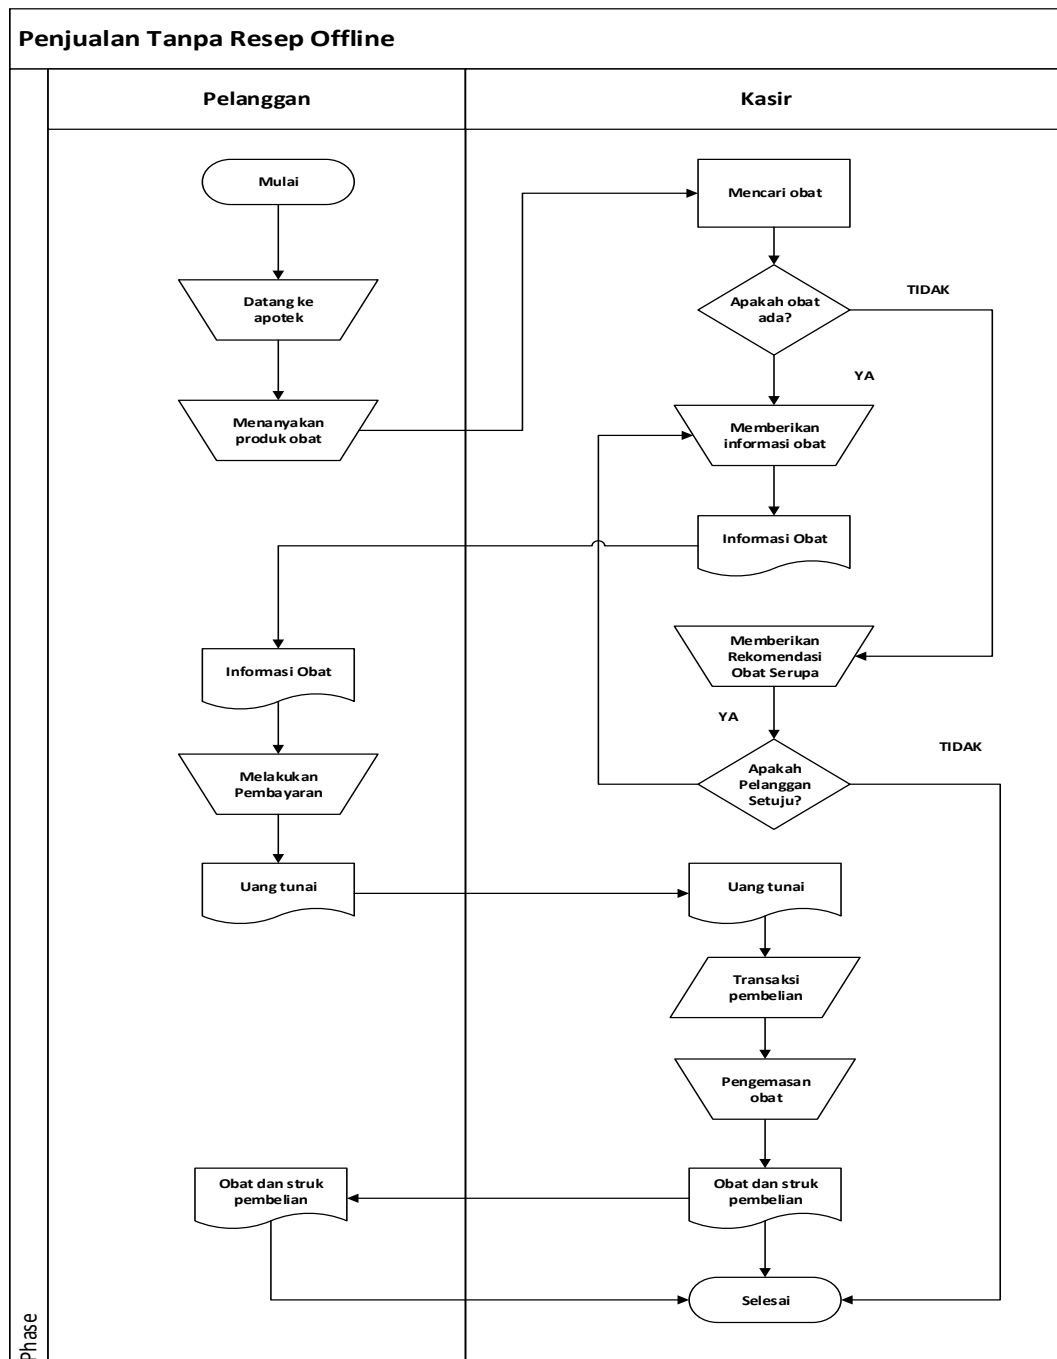 Penjualan Tanpa Resep Offline
Pelanggan
Kasir
Mulai
Mencari obat
Datang ke
apotek
Apakah obat
ada?
TIDAK
YA
Menanyakan
produk obat
Memberikan
informasi obat
Informasi Obat
Informasi Obat
Memberikan
Rekomendasi
Obat Serupa
YA
TIDAK
Apakah
Pelanggan
Setuju?
Melakukan
Pembayaran
Uang tunai
Uang tunai
Transaksi
pembelian
Pengemasan
obat
Obat dan struk
pembelian
Obat dan struk
pembelian
Selesai
Phase